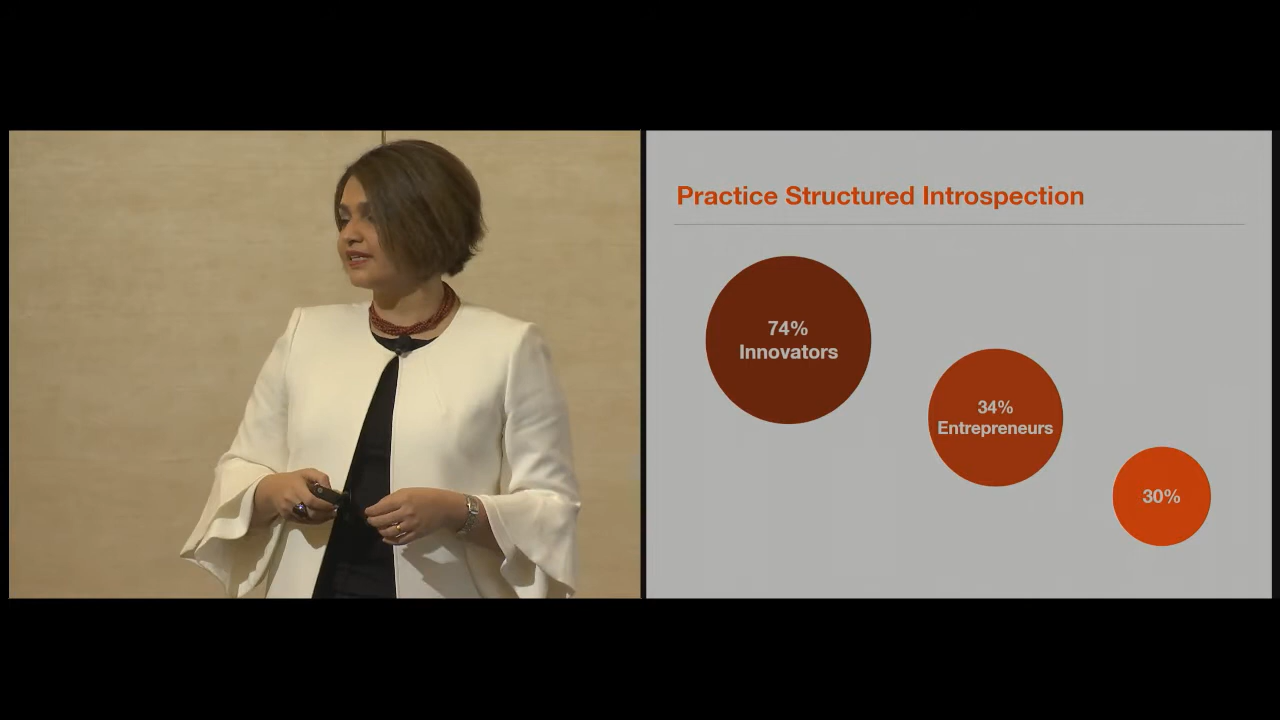 Practice Structured Introspection
74%
Innovators
34%
Entrepreneurs
30%